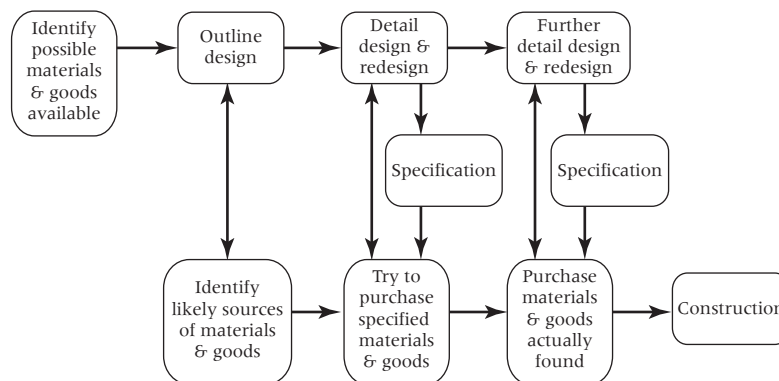 Identify
possible
materials
& goods
available
Outline
design
Detail
design &
redesign
Further
detail design
& redesign
Specification
Specification
Identify
likely sources
of materials
& goods
Try to
purchase
specified
materials
& goods
Purchase
materials
& goods
actually
found
Construction